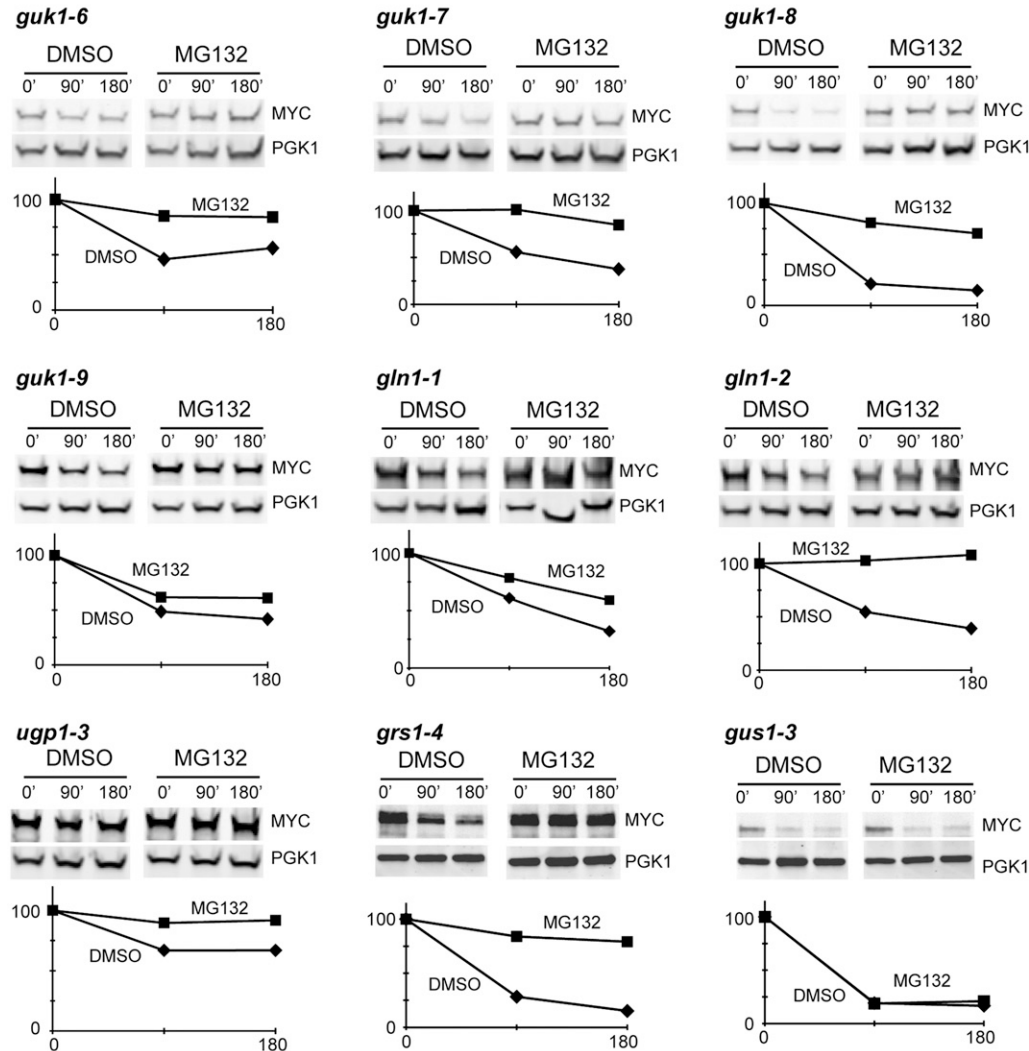 guk1-6 guk1-7 guk1-8
DMSO MG132 DMSO MG132 DMSO MG132
0' 90' 180' 0' 90' 180' 0' 90' 180' 0' 90' 180' 0' 90' 180' 0' 90' 180'
MYC MYC MYC
PGK1 PGK1 PGK1
100 MG132 100 MG132 100 MG132
DMSO DMSO DMSO
0 0 0
0 180 0 180 0 180
guk1-9 gln1-1 gln1-2
DMSO MG132 DMSO MG132 DMSO MG132
0' 90' 180' 0' 90' 180' 0' 90' 180' 0' 90' 180' 0' 90' 180' 0' 90' 180'
MYC MYC MYC
PGK1 PGK1 PGK1
100 MG132 100 MG132 100 MG132
DMSO DMSO DMSO
0 0 0
0 180 0 180 0 180
ugp1-3 grs1-4 gus1-3
DMSO MG132 DMSO MG132 DMSO MG132
0' 90' 180' 0' 90' 180' 0' 90' 180' 0' 90' 180' 0' 90' 180' 0' 90' 180'
MYC MYC MYC
PGK1 PGK1 PGK1
100 MG132 100 MG132 100 MG132
DMSO DMSO DMSO
0 0 0
0 180 0 180 0 180